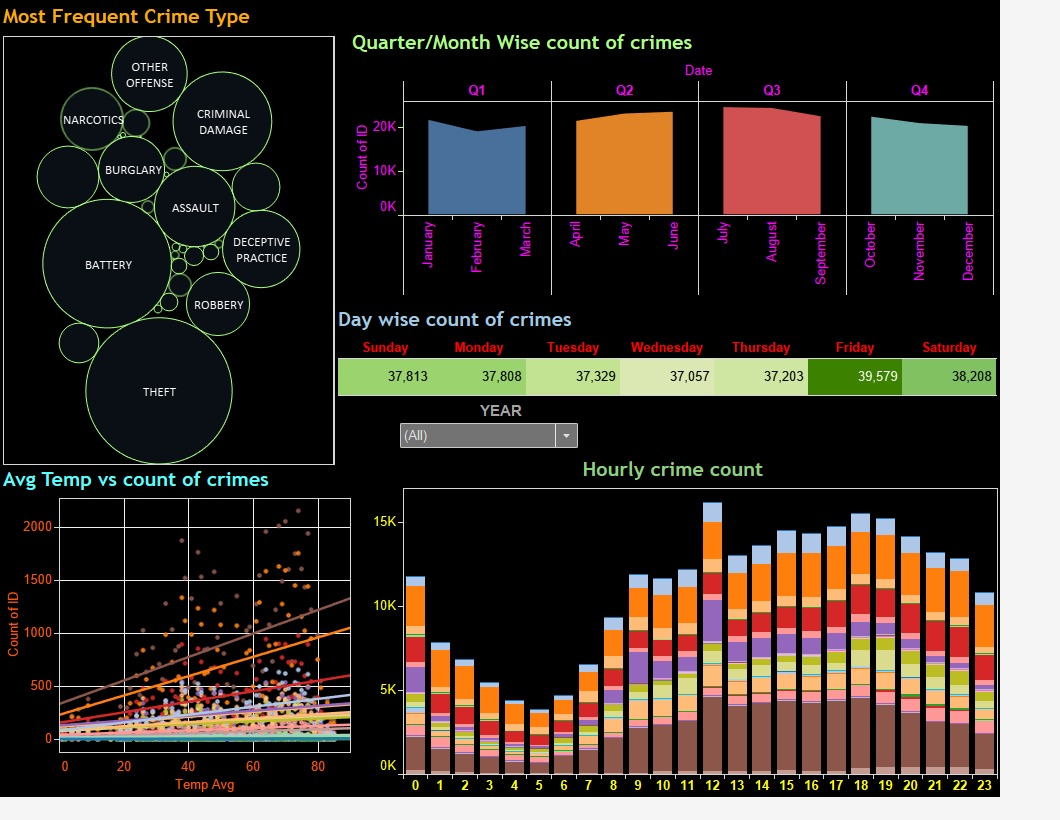 Most Frequent Crime Type
OTHER
OFFENSE
NARCOTICS
CRIMINAL
DAMAGE
BURGLARY
ASSAULT
BATTERY
DECEPTIVE
PRACTICE
ROBBERY
THEFT
Quarter/Month Wise count of crimes
Date
Q1 Q2 Q3 Q4
Count of ID
20K
10K
0K
January February March April May June July August September October November December
Day wise count of crimes
Sunday Monday Tuesday Wednesday Thursday Friday Saturday
37,813 37,808 37,329 37,057 37,203 39,579 38,208
YEAR
(All)
Avg Temp vs count of crimes
Count of ID
2000
1500
1000
500
0
0 20 40 60 80
Temp Avg
Hourly crime count
15K
10K
5K
0K
0 1 2 3 4 5 6 7 8 9 10 11 12 13 14 15 16 17 18 19 20 21 22 23